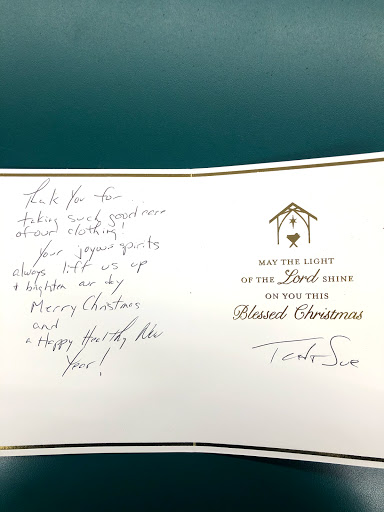 Thank You for...
taking such good care
of our clothing!
Your joyous spirits
always lift us up
& brighten our day
Merry Christmas
and
a Happy Healthy New
Year!
MAY THE LIGHT
OF THE Lord SHINE
ON YOU THIS
Blessed Christmas
Sue